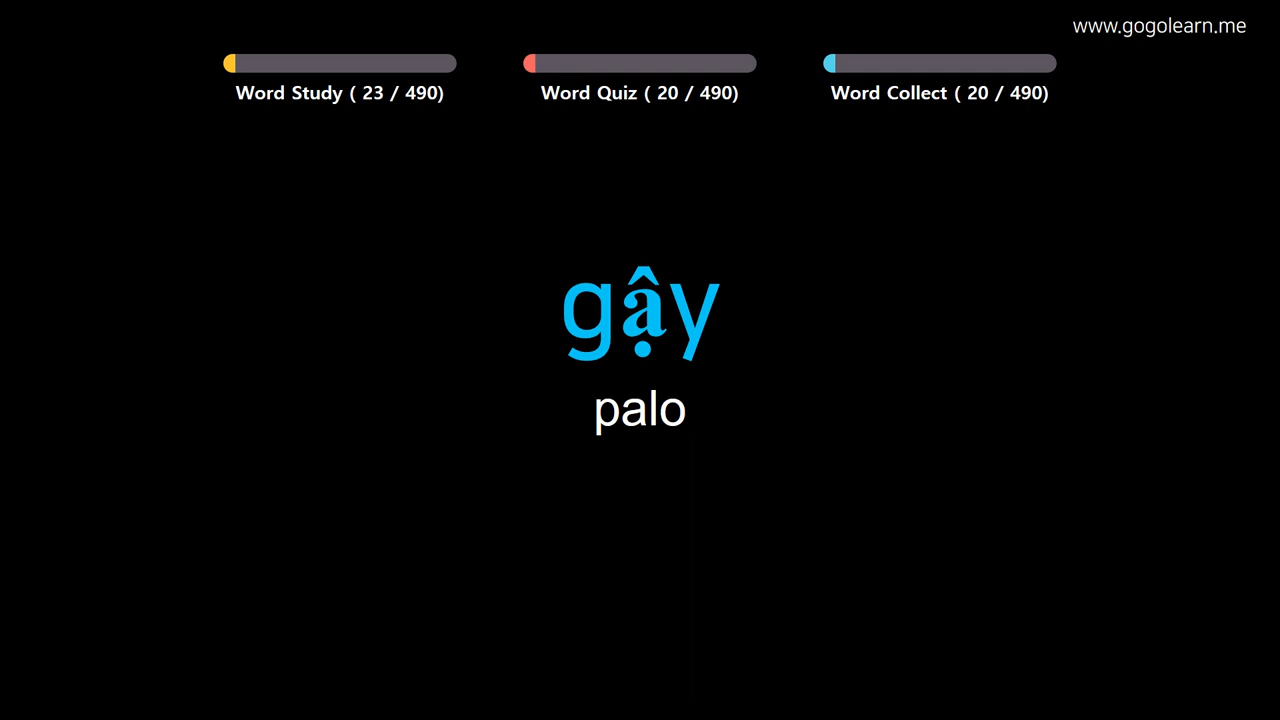 www.gogolearn.me
Word Study ( 23 / 490)
Word Quiz ( 20 / 490)
Word Collect ( 20 / 490)
gậy
palo